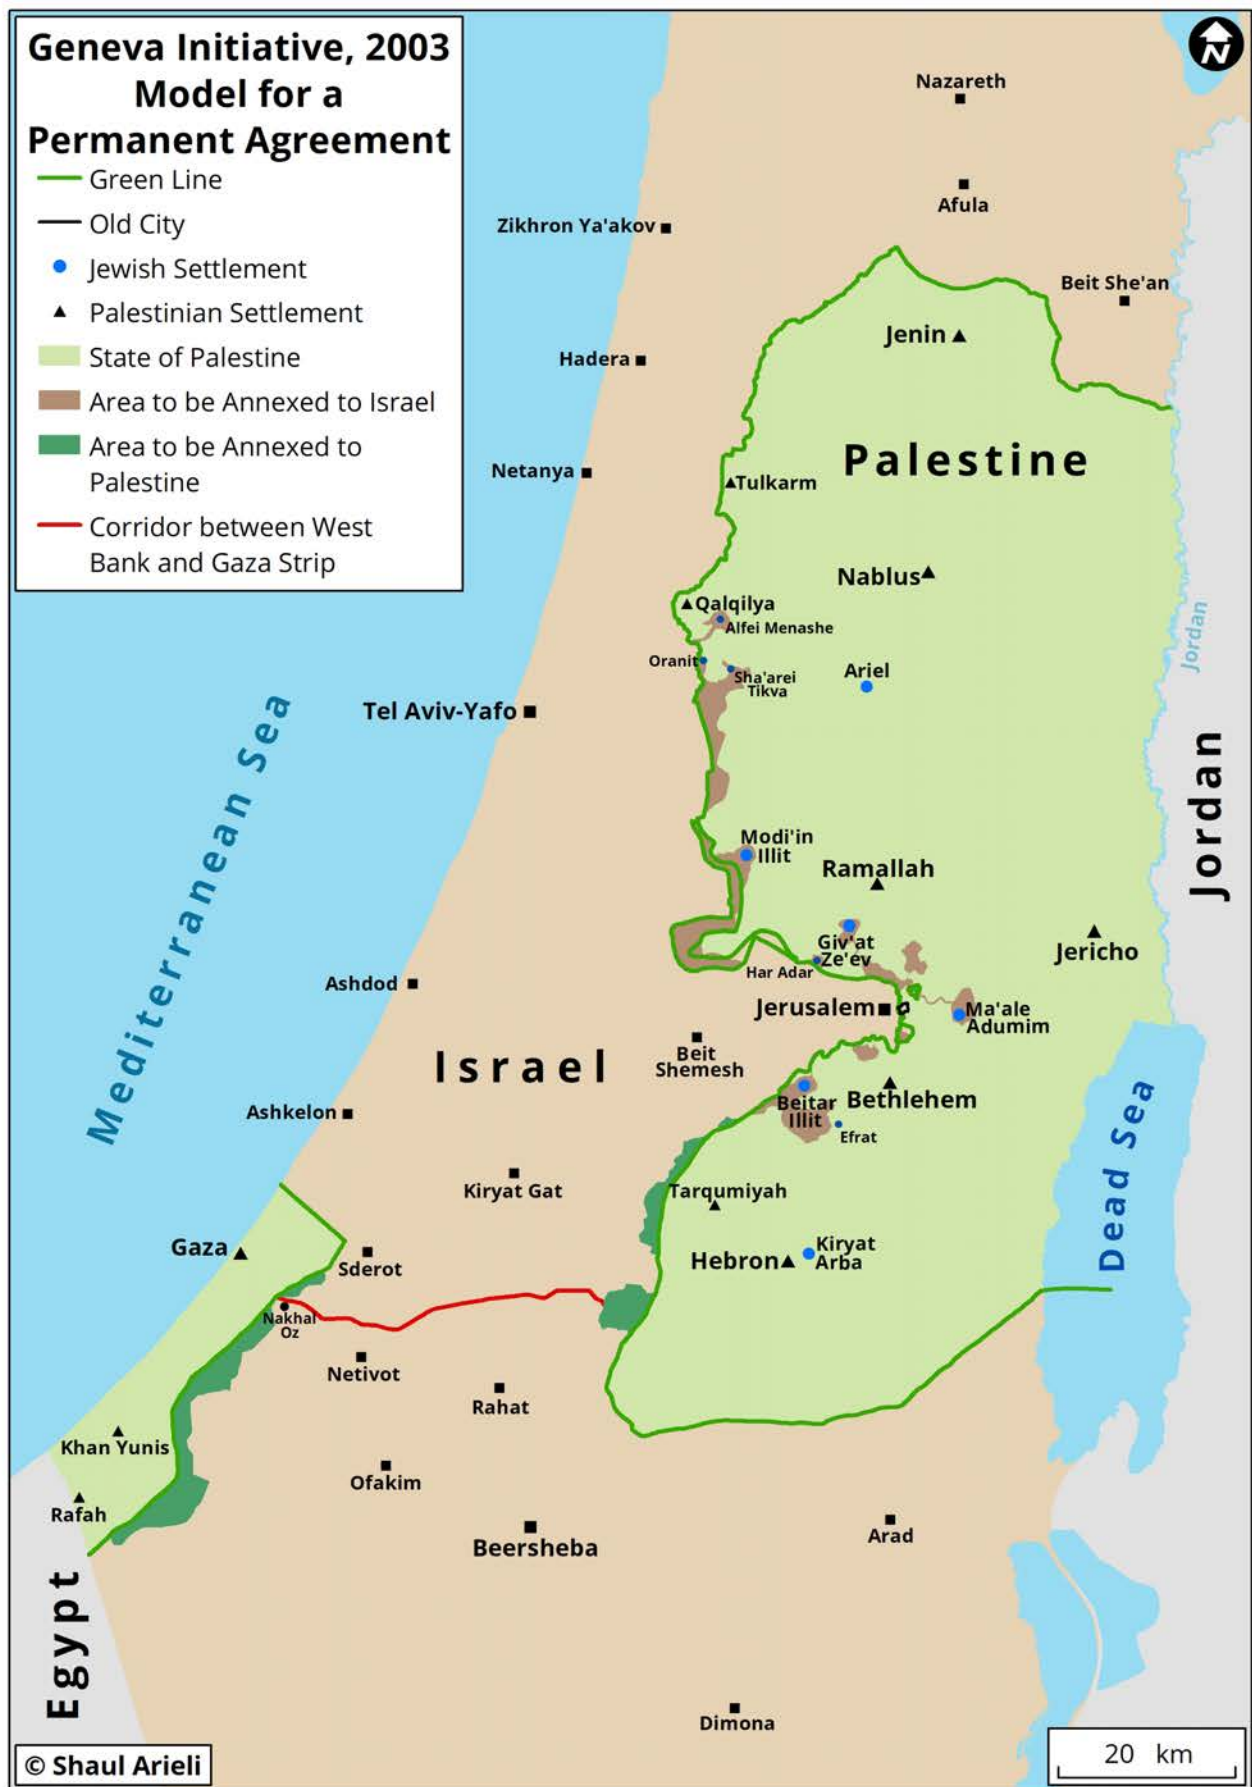 Geneva Initiative, 2003
Model for a
Permanent Agreement
Green Line
Old City
Jewish Settlement
Palestinian Settlement
State of Palestine
Area to be Annexed to Israel
Area to be Annexed to
Palestine
Corridor between West
Bank and Gaza Strip
N
Nazareth
Afula
Zikhron Ya'akov
Beit She'an
Jenin
Hadera
Palestine
Netanya
Tulkarm
Nablus
Qalqilya
Alfei Menashe
Jordan
Oranit
Sha'arei
Tikva
Ariel
Tel Aviv-Yafo
Mediterranean Sea
Jordan
Modi'in
Illit
Ramallah
Giv'at
Ze'ev
Har Adar
Jericho
Ashdod
Jerusalem
Ma'ale
Adumim
Israel
Beit
Shemesh
Beitar
Illit
Bethlehem
Efrat
Ashkelon
Dead Sea
Kiryat Gat
Tarqumiyah
Gaza
Sderot
Hebron
Kiryat
Arba
Nakhal
Oz
Netivot
Rahat
Khan Yunis
Ofakim
Rafah
Beersheba
Arad
Egypt
Dimona
© Shaul Arieli
20 km